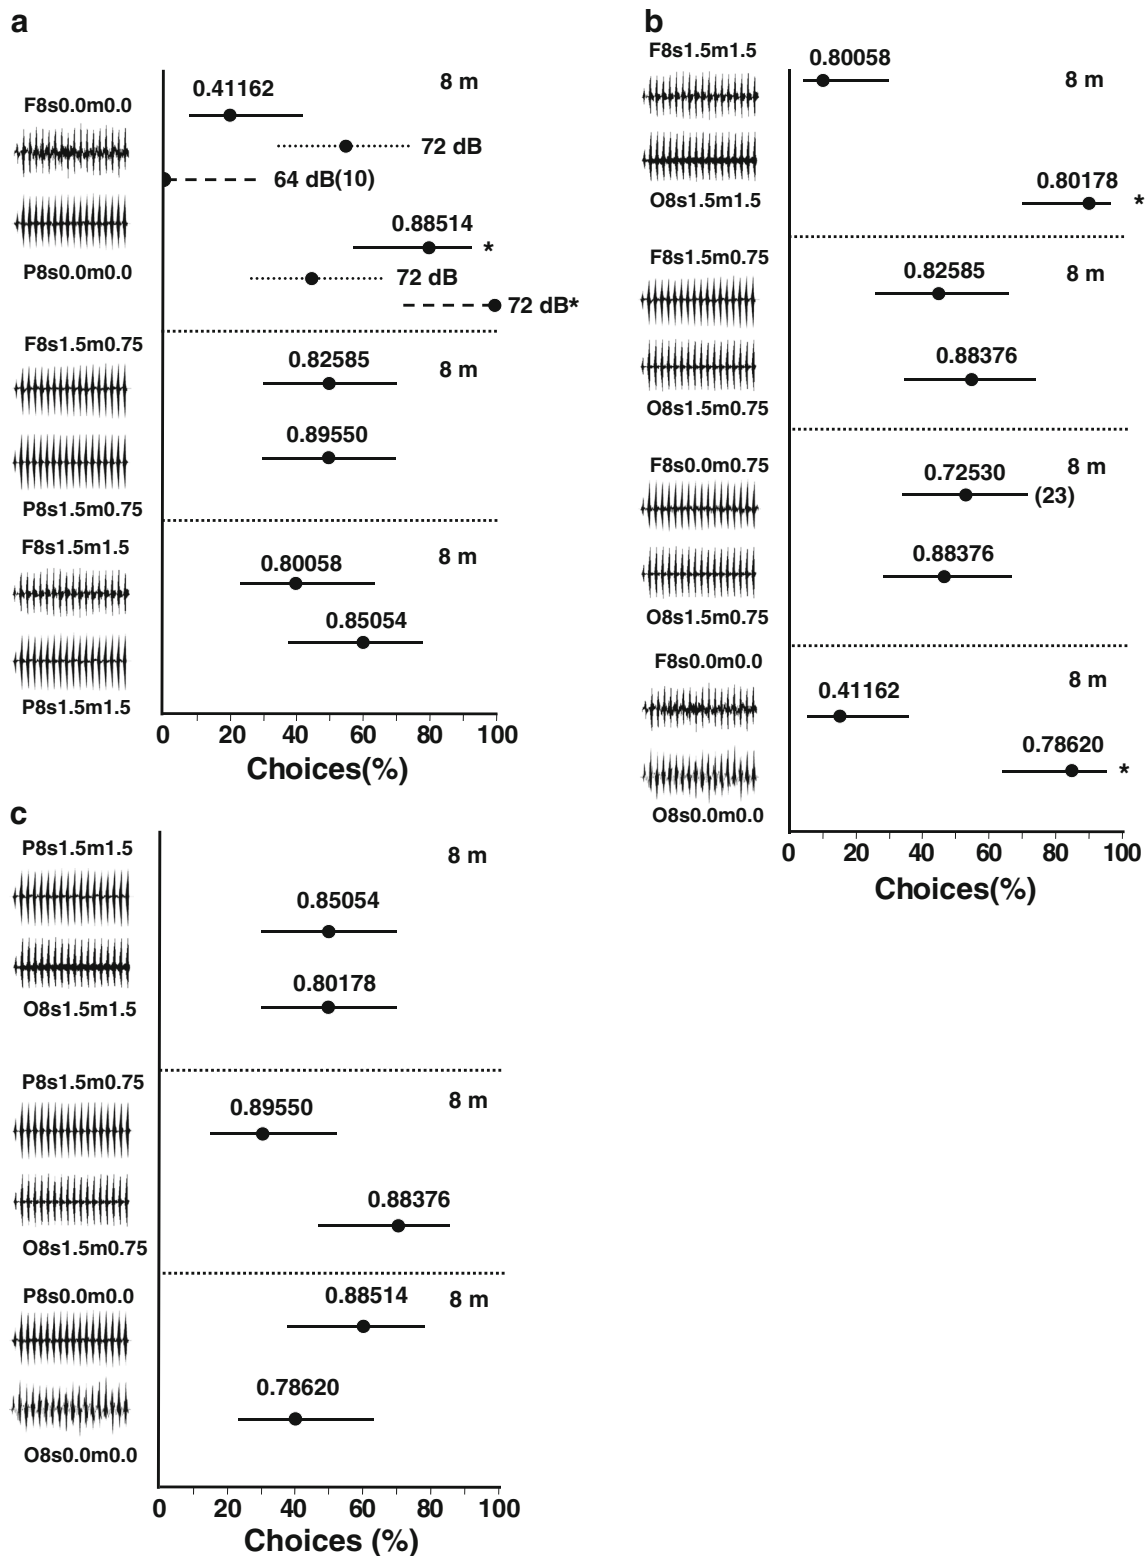 a
F8s0.0m0.0
0.41162
8 m
72 dB
64 dB(10)
P8s0.0m0.0
0.88514
*
72 dB
72 dB*
F8s1.5m0.75
0.82585
8 m
0.89550
P8s1.5m0.75
F8s1.5m1.5
0.80058
8 m
0.85054
P8s1.5m1.5
0 20 40 60 80 100
Choices(%)
b
F8s1.5m1.5
0.80058
8 m
O8s1.5m1.5
0.80178
*
F8s1.5m0.75
0.82585
8 m
0.88376
O8s1.5m0.75
F8s0.0m0.75
0.72530
8 m
(23)
0.88376
O8s1.5m0.75
F8s0.0m0.0
0.41162
8 m
0.78620
*
O8s0.0m0.0
0 20 40 60 80 100
Choices(%)
c
P8s1.5m1.5
8 m
0.85054
0.80178
O8s1.5m1.5
P8s1.5m0.75
8 m
0.89550
0.88376
O8s1.5m0.75
P8s0.0m0.0
0.88514
8 m
0.78620
O8s0.0m0.0
0 20 40 60 80 100
Choices (%)